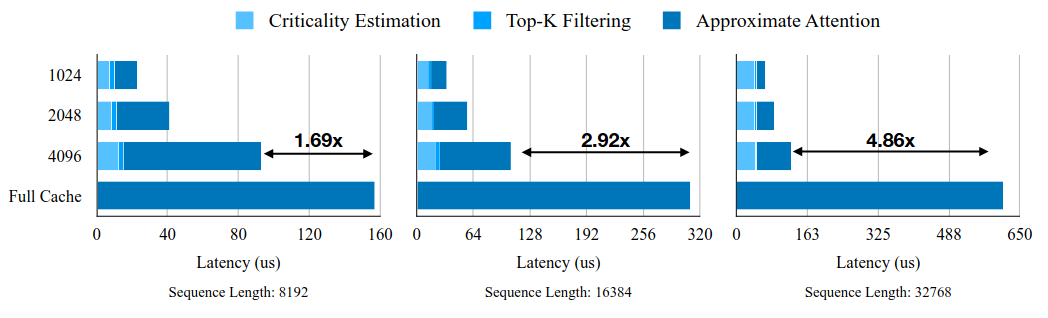 Criticality Estimation Top-K Filtering Approximate Attention
1024
2048
4096
Full Cache
1.69x
0 40 80 120 160
Latency (us)
Sequence Length: 8192
2.92x
0 64 128 192 256 320
Latency (us)
Sequence Length: 16384
4.86x
0 163 325 488 650
Latency (us)
Sequence Length: 32768